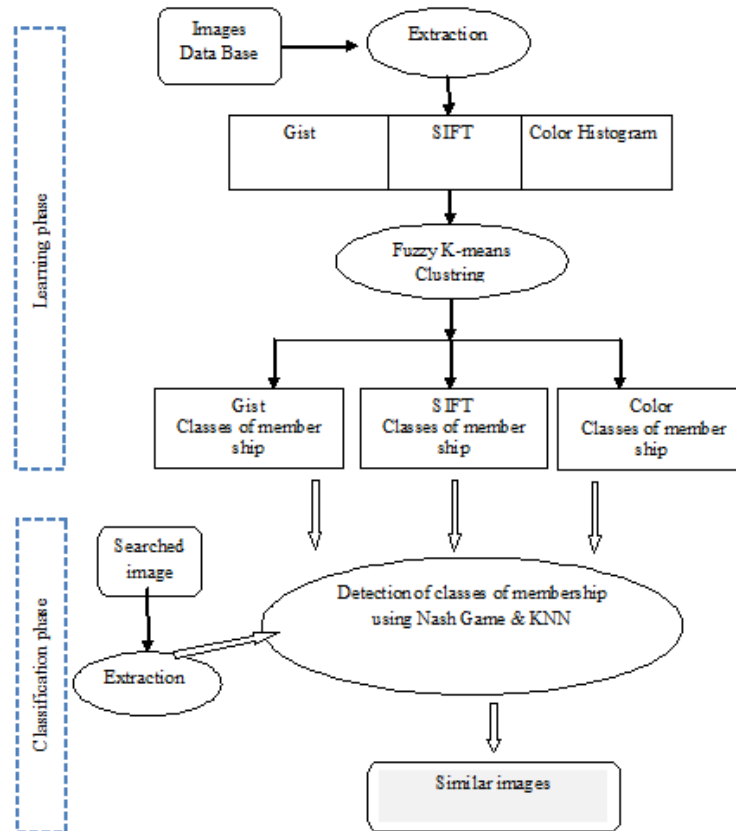 Images
Data Base
Extraction
Gist
SIFT
Color Histogram
Fuzzy K-means
Clustring
Gist
Classes of member
ship
SIFT
Classes of member
ship
Color
Classes of member
ship
Learning phase
Searched
image
Detection of classes of membership
using Nash Game & KNN
Extraction
Similar images
Classification phase